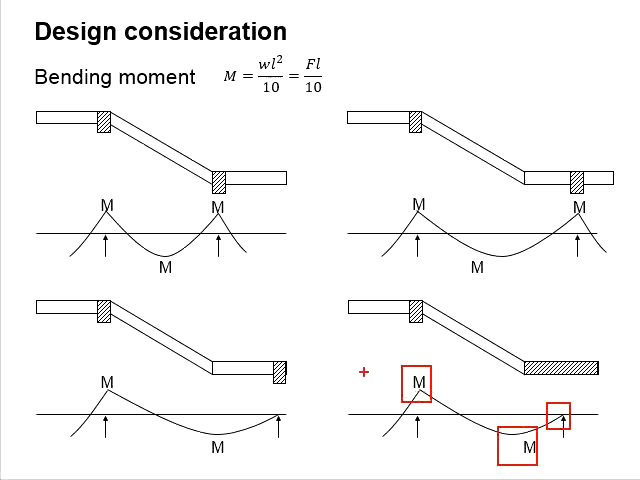 Design consideration
Bending moment M = wl²/10 = Fl/10
M M M M
M M
M M
M M